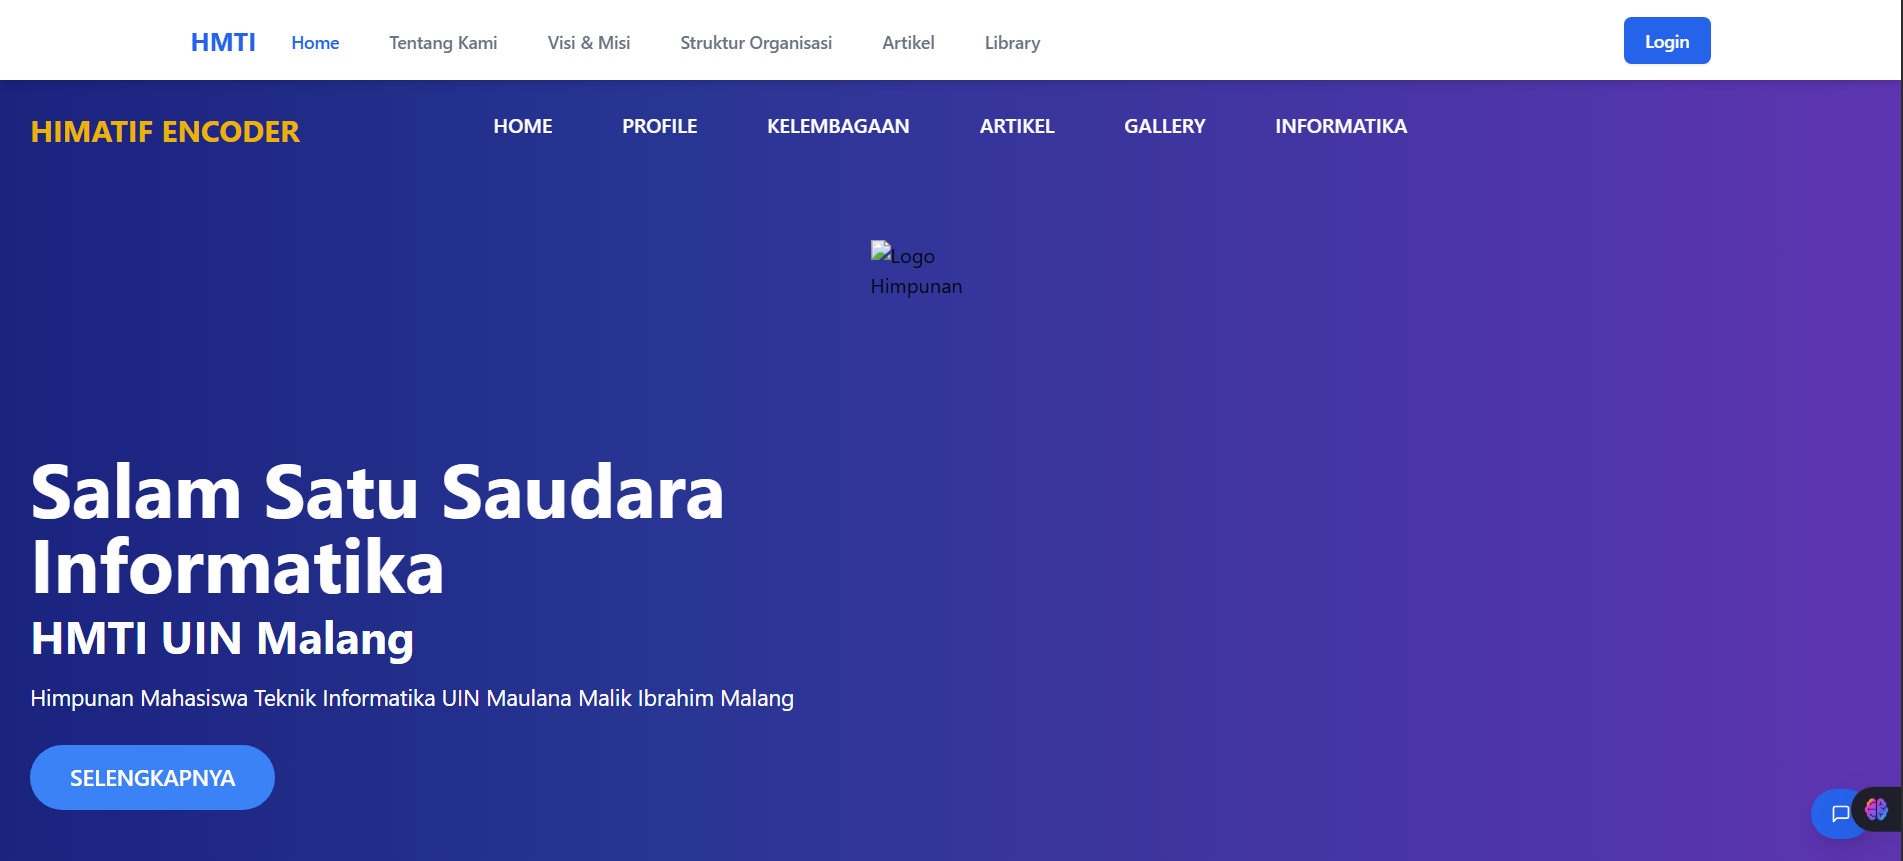 HMTI Home Tentang Kami Visi & Misi Struktur Organisasi Artikel Library Login
HIMATIF ENCODER HOME PROFILE KELEMBAGAAN ARTIKEL GALLERY INFORMATIKA
Logo
Himpunan
Salam Satu Saudara
Informatika
HMTI UIN Malang
Himpunan Mahasiswa Teknik Informatika UIN Maulana Malik Ibrahim Malang
SELENGKAPNYA